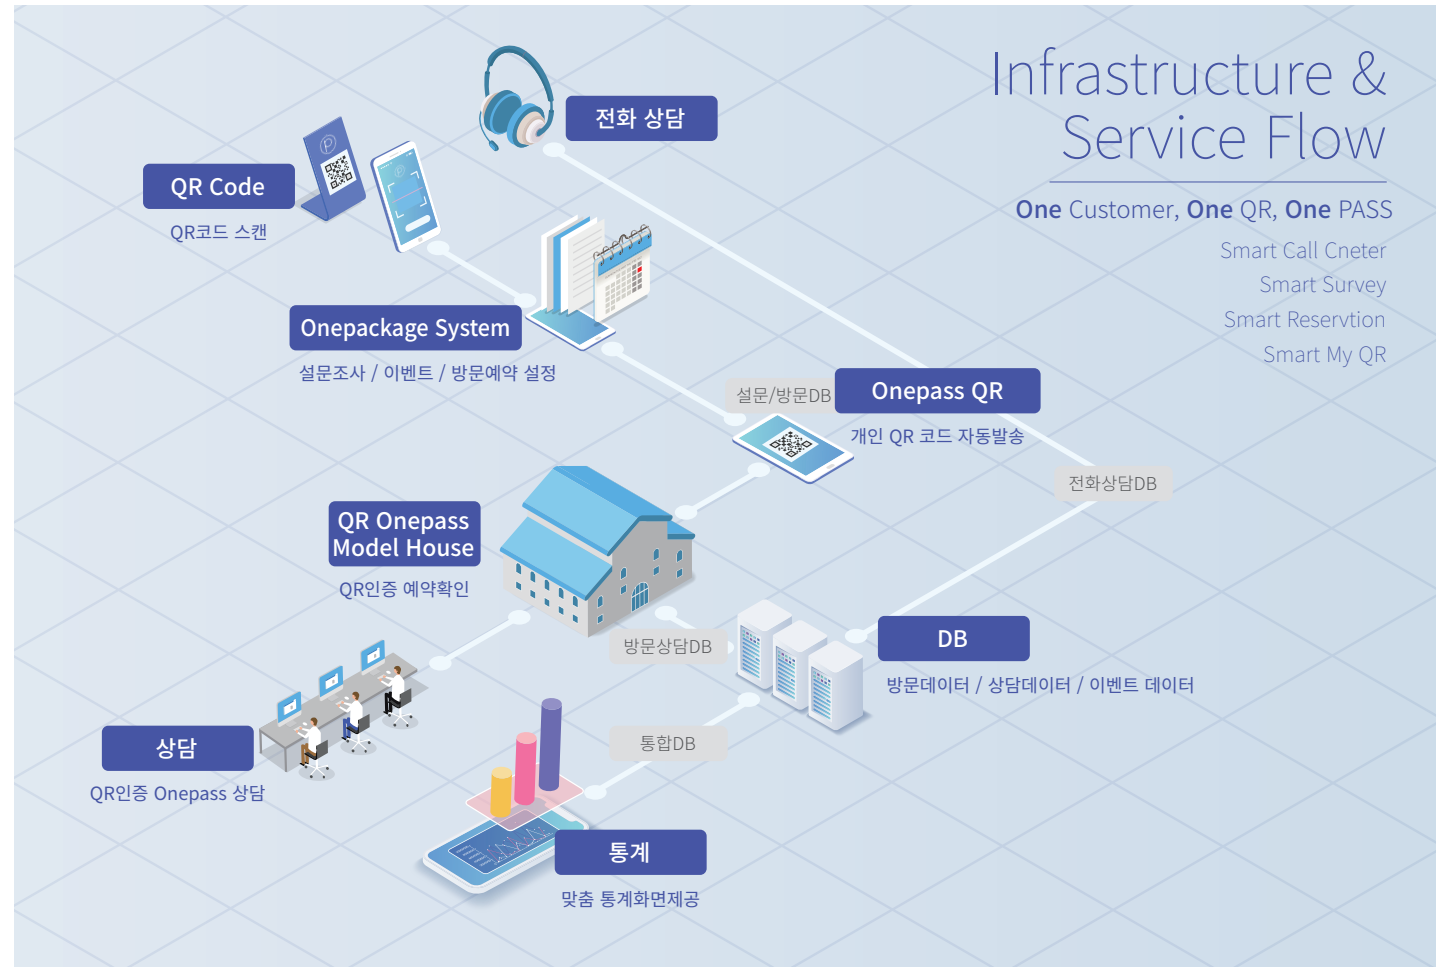 Infrastructure &
Service Flow
One Customer, One QR, One PASS
Smart Call Cneter
Smart Survey
Smart Reservtion
Smart My QR
전화 상담
QR Code
QR코드 스캔
Onepackage System
설문조사 / 이벤트 / 방문예약 설정
설문/방문DB
Onepass QR
개인 QR 코드 자동발송
전화상담DB
QR Onepass
Model House
QR인증 예약확인
방문상담DB
DB
방문데이터 / 상담데이터 / 이벤트 데이터
상담
QR인증 Onepass 상담
통합DB
통계
맞춤 통계화면제공